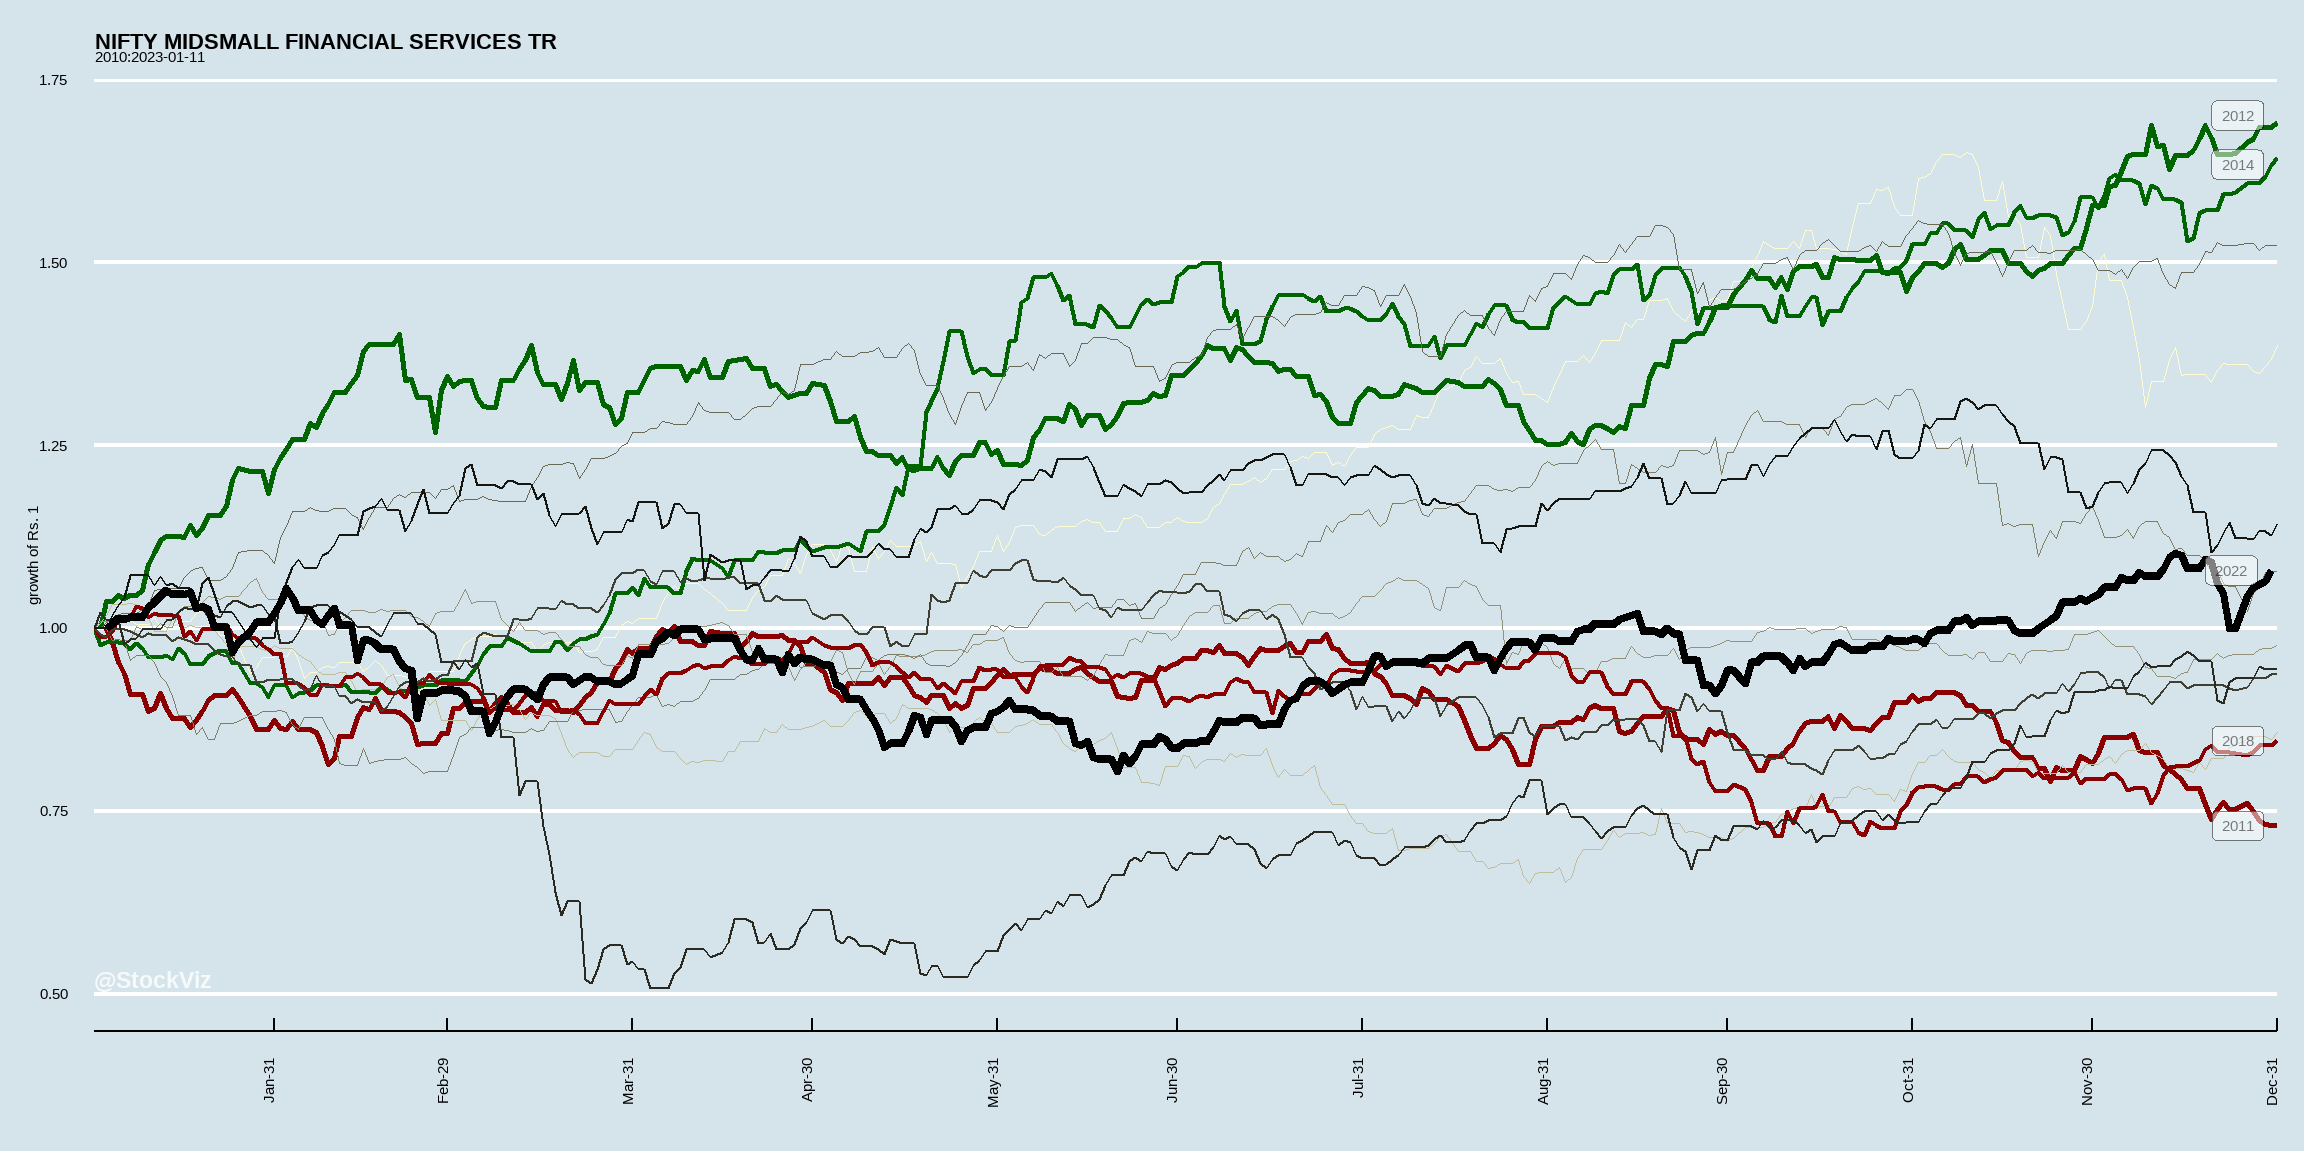 NIFTY MIDSMALL FINANCIAL SERVICES TR
2010:2023-01-11
1.75
1.50
1.25
1.00
0.75
0.50
growth of Rs. 1
2012
2014
2022
2018
2011
@StockViz
Jan-31
Feb-29
Mar-31
Apr-30
May-31
Jun-30
Jul-31
Aug-31
Sep-30
Oct-31
Nov-30
Dec-31